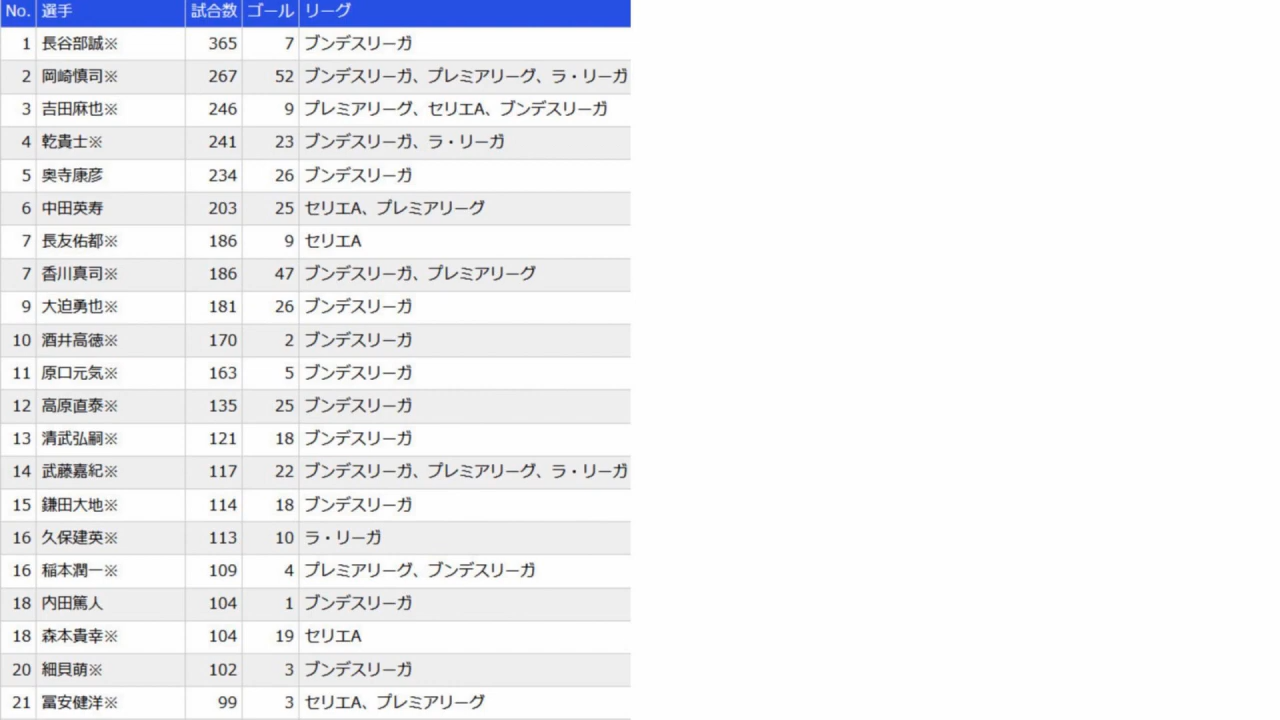 No. 選手 試合数 ゴール リーグ
1 長谷部誠※ 365 7 ブンデスリーガ
2 岡崎慎司※ 267 52 ブンデスリーガ、プレミアリーグ、ラ・リーガ
3 吉田麻也※ 246 9 プレミアリーグ、セリエA、ブンデスリーガ
4 乾貴士※ 241 23 ブンデスリーガ、ラ・リーガ
5 奥寺康彦 234 26 ブンデスリーガ
6 中田英寿 203 25 セリエA、プレミアリーグ
7 長友佑都※ 186 9 セリエA
7 香川真司※ 186 47 ブンデスリーガ、プレミアリーグ
9 大迫勇也※ 181 26 ブンデスリーガ
10 酒井高徳※ 170 2 ブンデスリーガ
11 原口元気※ 163 5 ブンデスリーガ
12 高原直泰※ 135 25 ブンデスリーガ
13 清武弘嗣※ 121 18 ブンデスリーガ
14 武藤嘉紀※ 117 22 ブンデスリーガ、プレミアリーグ、ラ・リーガ
15 鎌田大地※ 114 18 ブンデスリーガ
16 久保建英※ 113 10 ラ・リーガ
16 稲本潤一※ 109 4 プレミアリーグ、ブンデスリーガ
18 内田篤人 104 1 ブンデスリーガ
18 森本貴幸※ 104 19 セリエA
20 細貝萌※ 102 3 ブンデスリーガ
21 冨安健洋※ 99 3 セリエA、プレミアリーグ